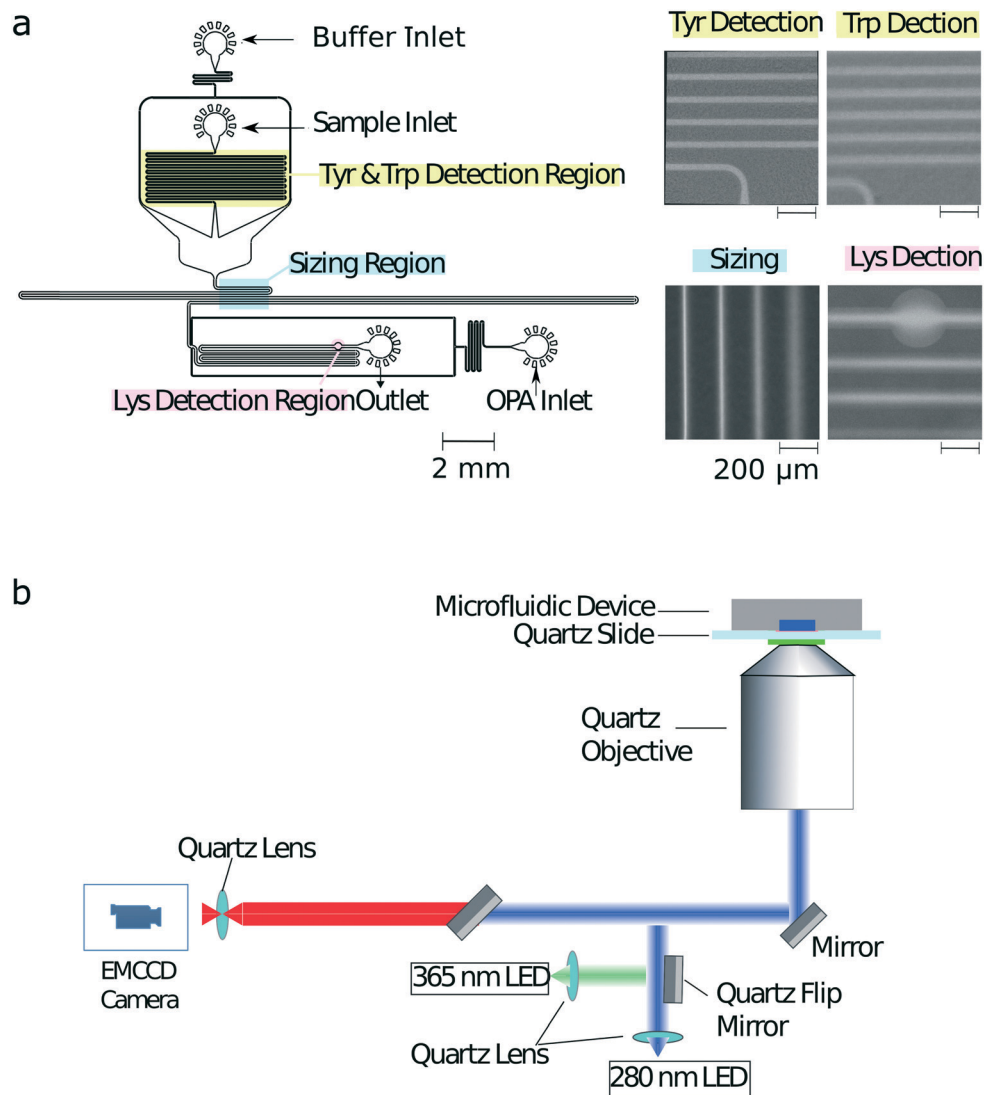 a
Buffer Inlet
Sample Inlet
Tyr & Trp Detection Region
Sizing Region
Lys Detection Region
Outlet
OPA Inlet
2 mm
Tyr Detection
Trp Dection
Sizing
Lys Dection
200 µm
b
Microfluidic Device
Quartz Slide
Quartz
Objective
Quartz Lens
EMCCD
Camera
Mirror
365 nm LED
Quartz Flip
Mirror
Quartz Lens
280 nm LED